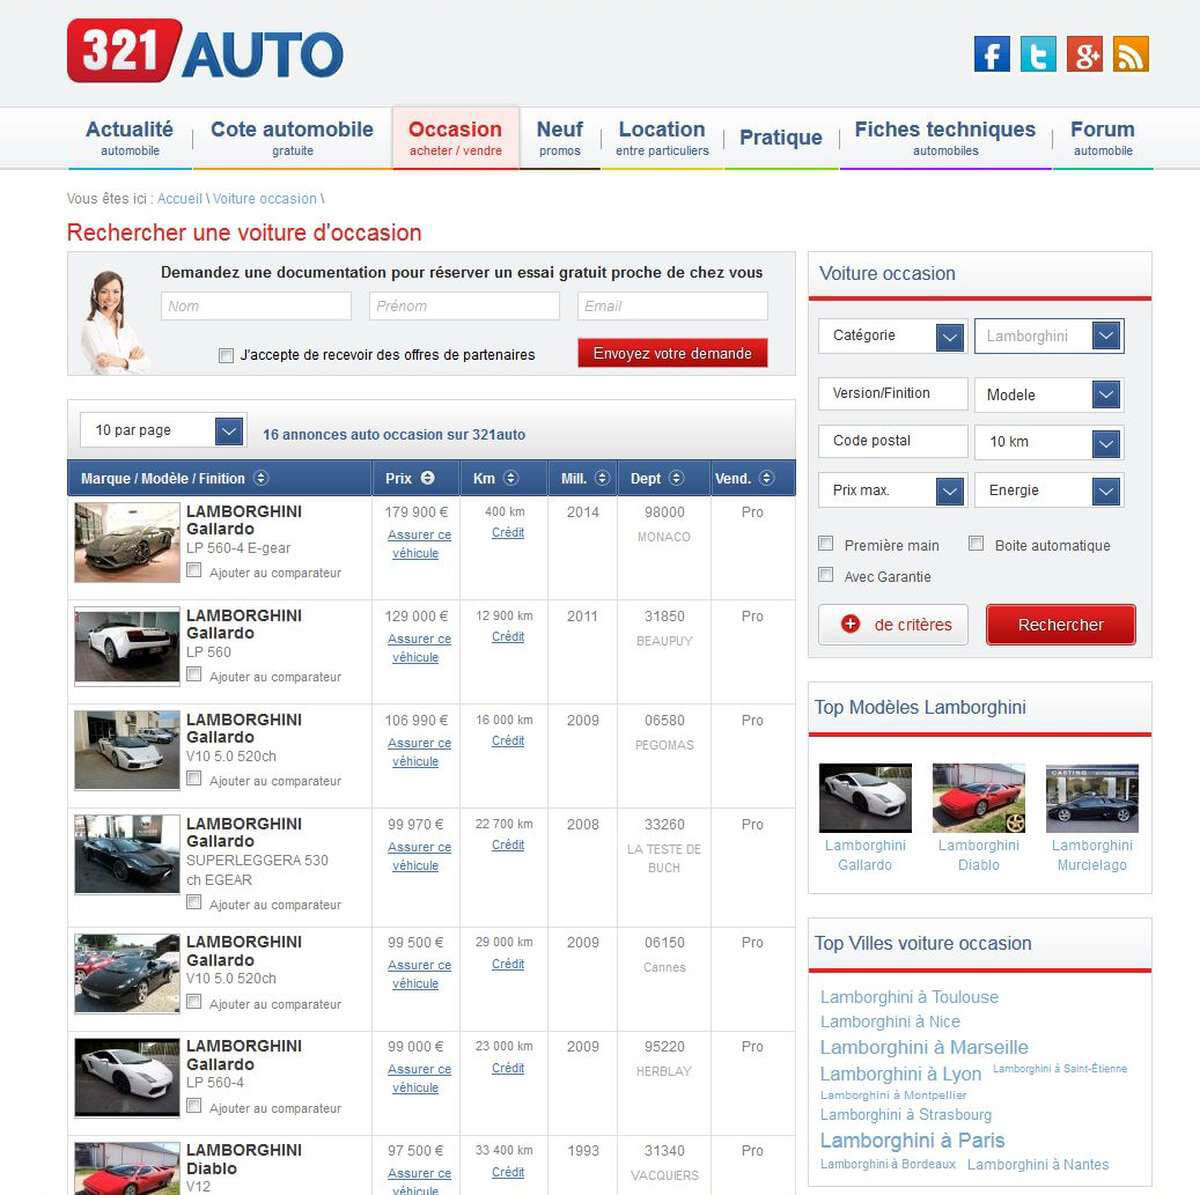 321 AUTO
Actualité
automobile
Cote automobile
gratuite
Occasion
acheter / vendre
Neuf
promos
Location
entre particuliers
Pratique
Fiches techniques
automobiles
Forum
automobile
Vous êtes ici : Accueil \ Voiture occasion \
Rechercher une voiture d'occasion
Demandez une documentation pour réserver un essai gratuit proche de chez vous
Nom
Prénom
Email
J'accepte de recevoir des offres de partenaires
Envoyez votre demande
10 par page
16 annonces auto occasion sur 321auto
Marque / Modèle / Finition
Prix
Km
Mill.
Dept
Vend.
LAMBORGHINI
Gallardo
LP 560-4 E-gear
Ajouter au comparateur
179 900 €
Assurer ce
véhicule
400 km
Crédit
2014
98000
MONACO
Pro
LAMBORGHINI
Gallardo
LP 560
Ajouter au comparateur
129 000 €
Assurer ce
véhicule
12 900 km
Crédit
2011
31850
BEAUPUY
Pro
LAMBORGHINI
Gallardo
V10 5.0 520ch
Ajouter au comparateur
106 990 €
Assurer ce
véhicule
16 000 km
Crédit
2009
06580
PEGOMAS
Pro
LAMBORGHINI
Gallardo
SUPERLEGGERA 530
ch EGEAR
Ajouter au comparateur
99 970 €
Assurer ce
véhicule
22 700 km
Crédit
2008
33260
LA TESTE DE
BUCH
Pro
LAMBORGHINI
Gallardo
V10 5.0 520ch
Ajouter au comparateur
99 500 €
Assurer ce
véhicule
29 000 km
Crédit
2009
06150
Cannes
Pro
LAMBORGHINI
Gallardo
LP 560-4
Ajouter au comparateur
99 000 €
Assurer ce
véhicule
23 000 km
Crédit
2009
95220
HERBLAY
Pro
LAMBORGHINI
Diablo
V12
97 500 €
Assurer ce
véhicule
33 400 km
Crédit
1993
31340
VACQUIERS
Pro
Voiture occasion
Catégorie
Lamborghini
Version/Finition
Modele
Code postal
10 km
Prix max.
Energie
Première main
Boite automatique
Avec Garantie
de critères
Rechercher
Top Modèles Lamborghini
CASTING
Lamborghini
Gallardo
Lamborghini
Diablo
Lamborghini
Murcielago
Top Villes voiture occasion
Lamborghini à Toulouse
Lamborghini à Nice
Lamborghini à Marseille
Lamborghini à Lyon
Lamborghini à Saint-Étienne
Lamborghini à Montpellier
Lamborghini à Strasbourg
Lamborghini à Paris
Lamborghini à Bordeaux
Lamborghini à Nantes